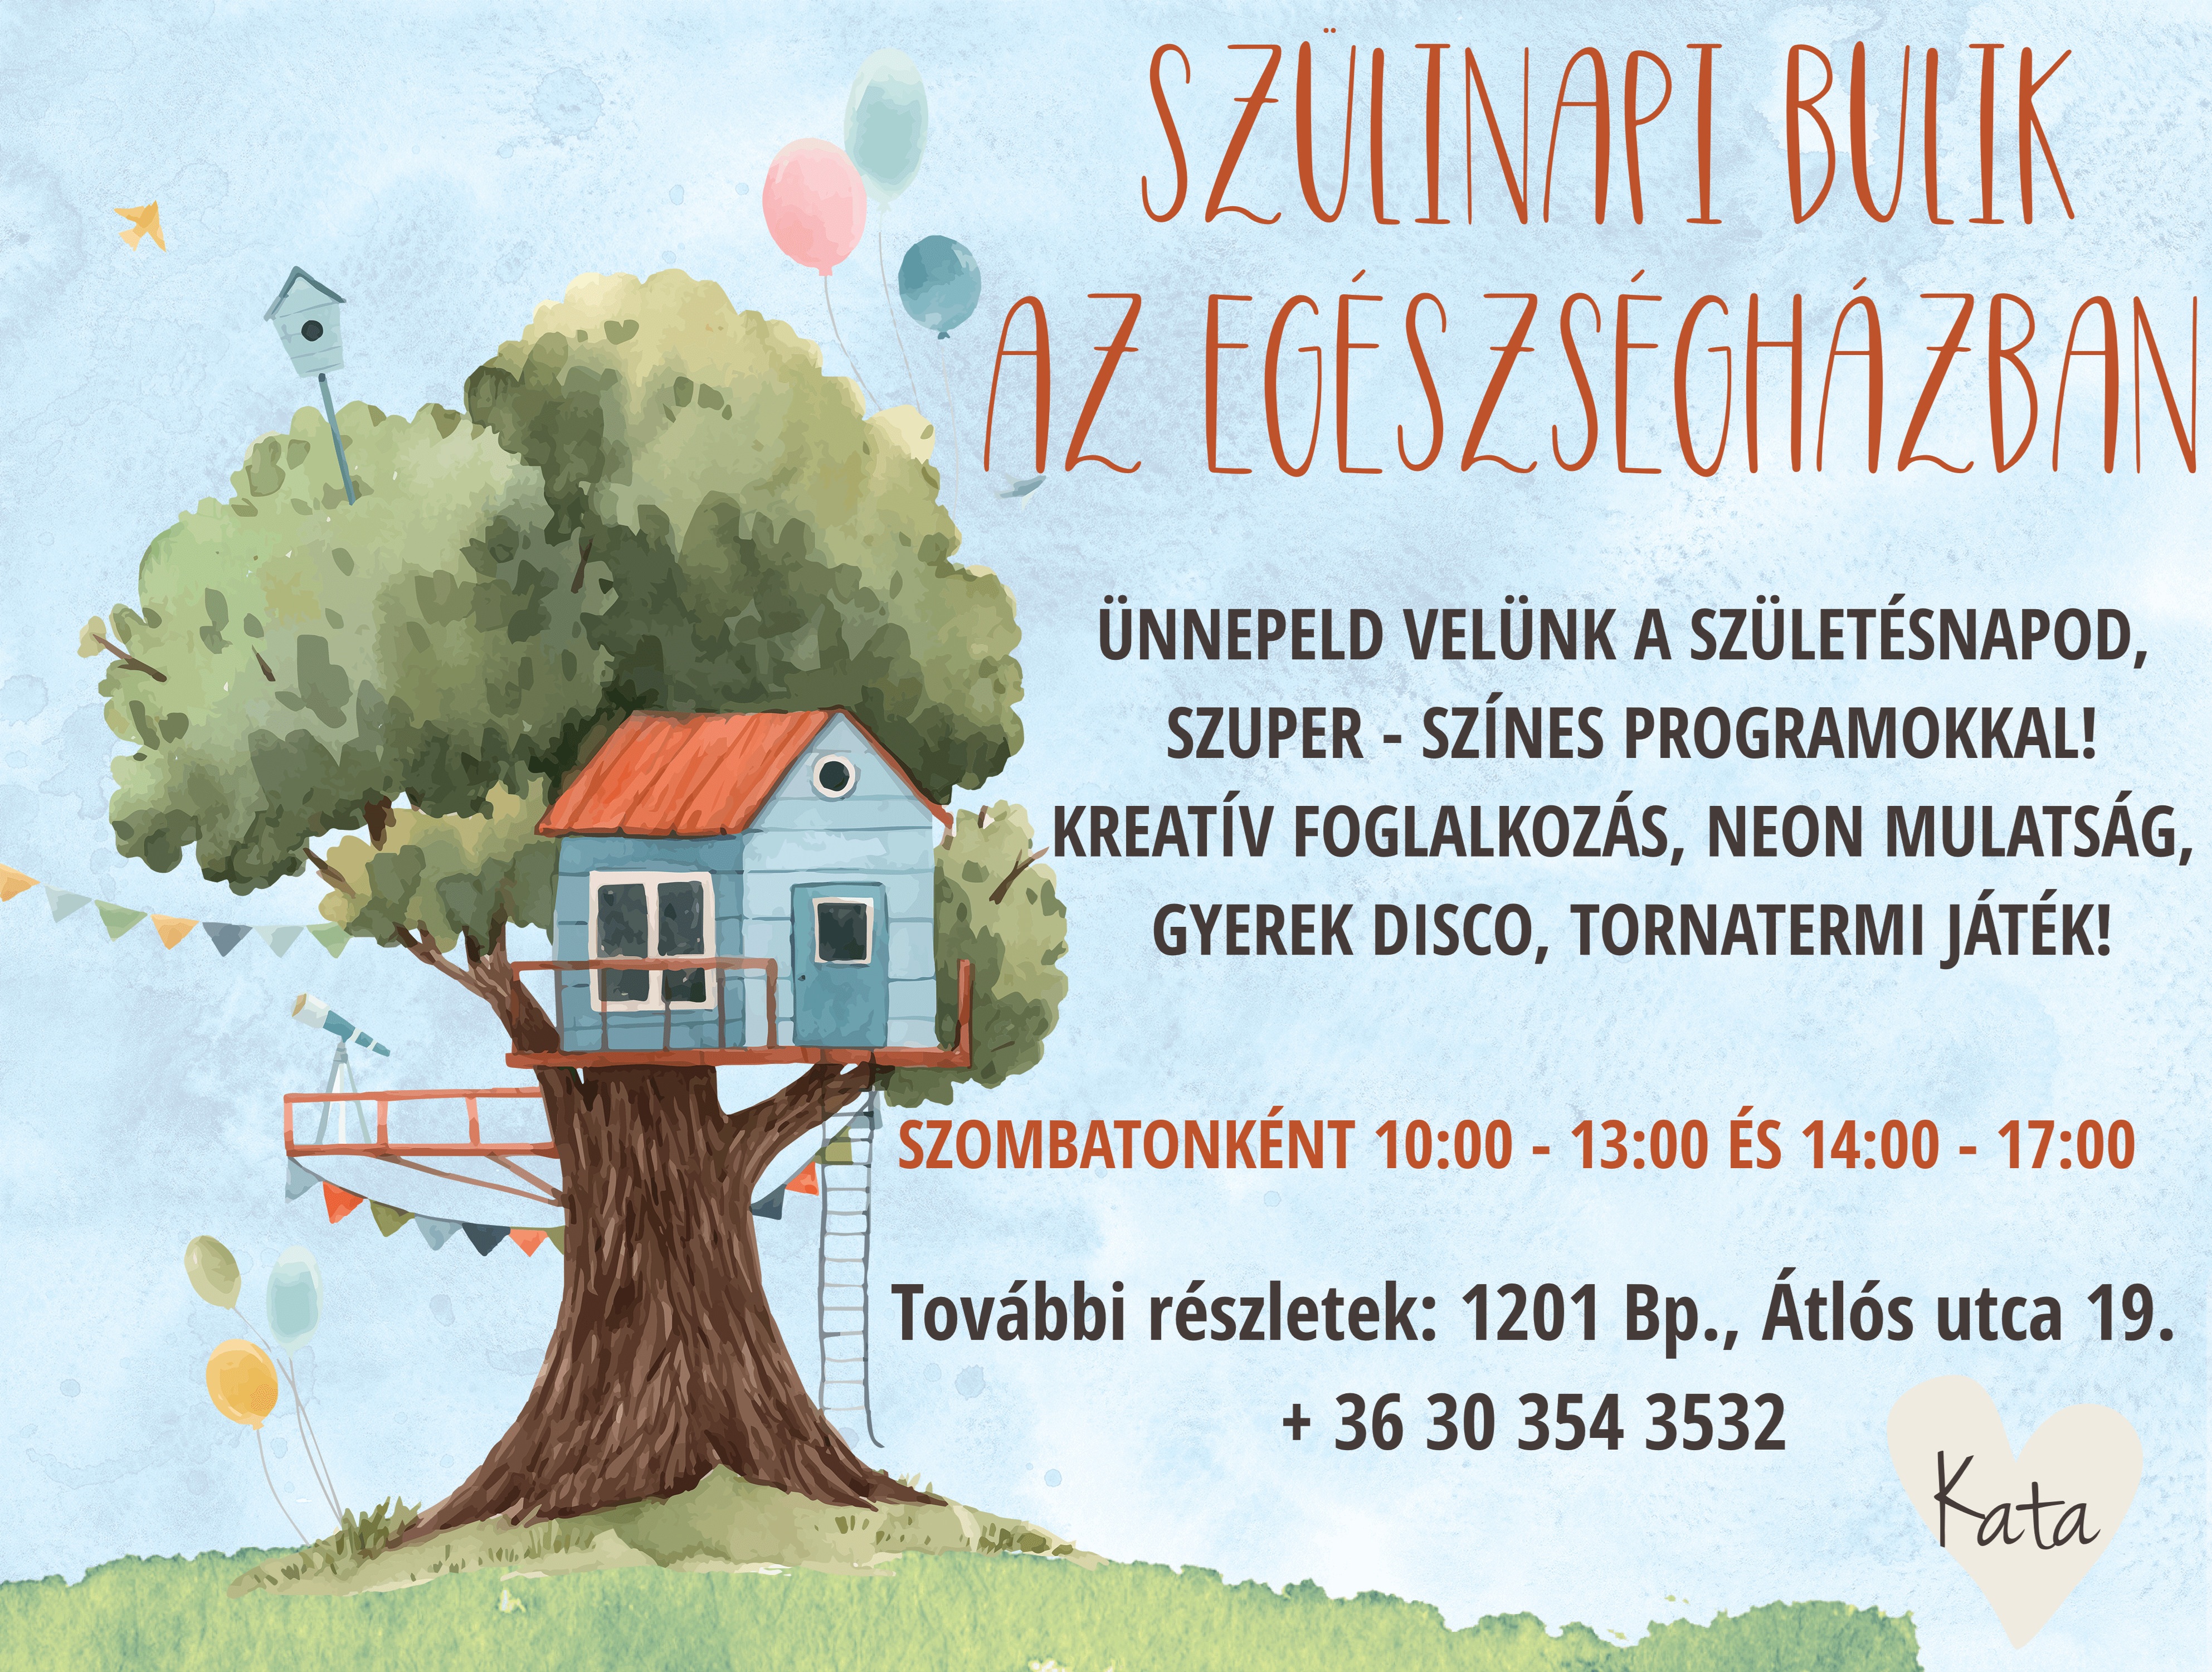 SZÜLINAPI BULIK
AZ EGÉSZSÉGHÁZBAN
ÜNNEPELD VELÜNK A SZÜLETÉSNAPOD,
SZUPER - SZÍNES PROGRAMOKKAL!
KREATÍV FOGLALKOZÁS, NEON MULATSÁG,
GYEREK DISCO, TORNATERMI JÁTÉK!
SZOMBATONKÉNT 10:00 - 13:00 ÉS 14:00 - 17:00
További részletek: 1201 Bp., Átlós utca 19.
+ 36 30 354 3532
Kata